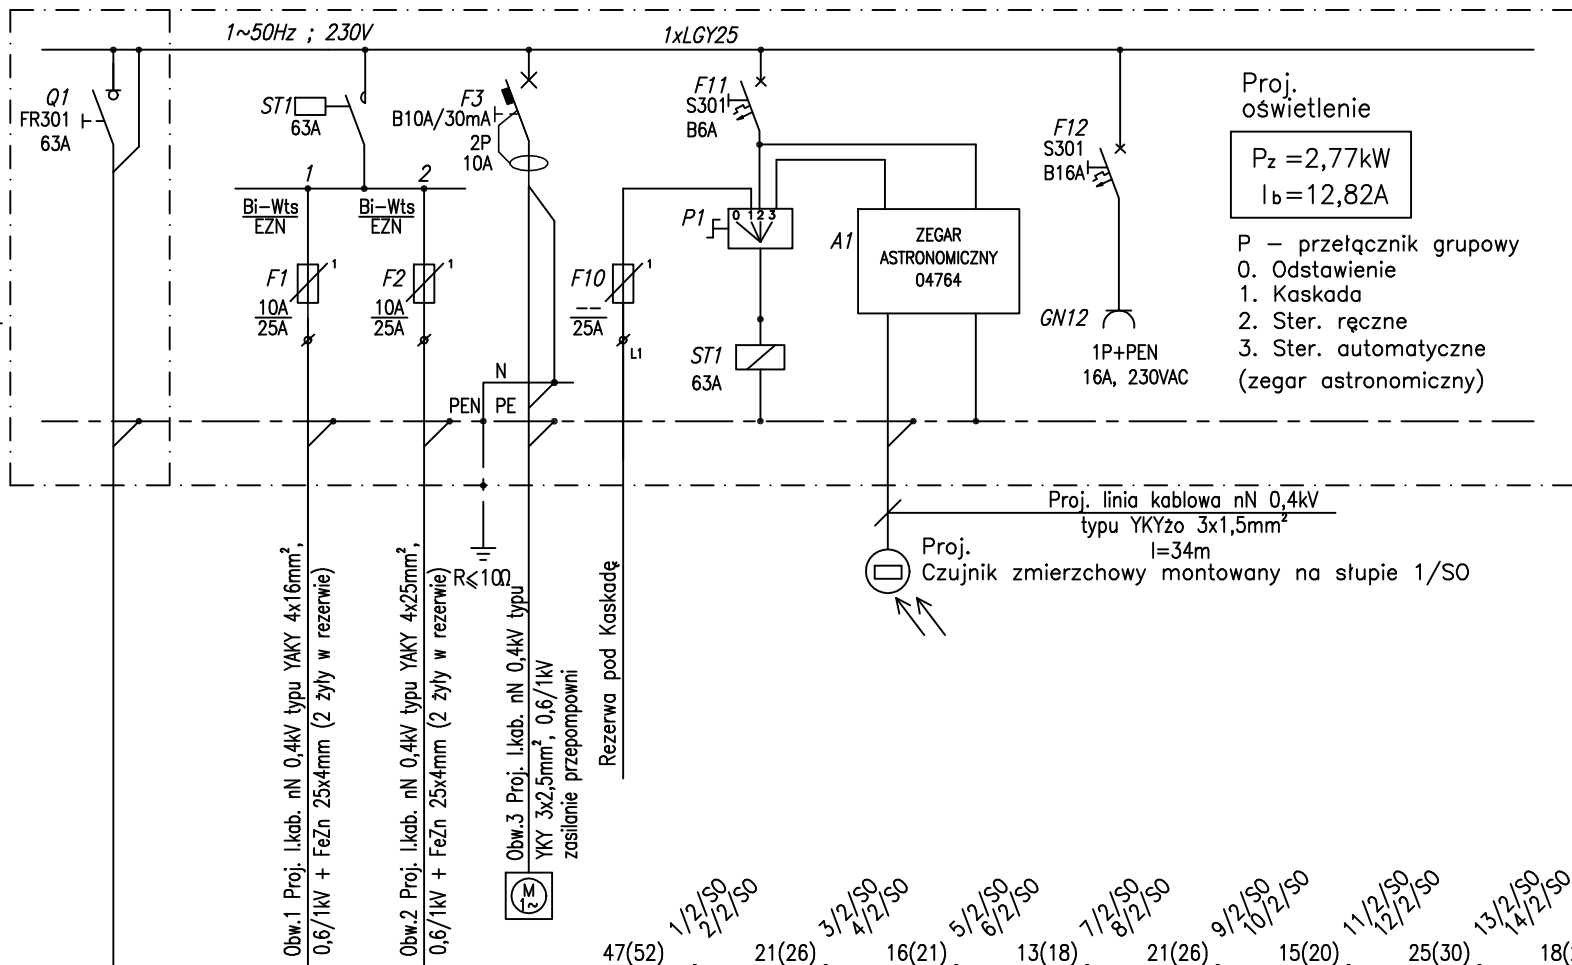 1~50Hz ; 230V
1xLGY25
Q1
FR301
63A
ST1
63A
F3
B10A/30mA
2P
10A
F11
S301
B6A
F12
S301
B16A
Proj.
oświetlenie
Pz =2,77kW
Ib=12,82A
1
2
Bi-Wts
EZN
Bi-Wts
EZN
F1
1
10A
25A
F2
1
10A
25A
F10
1
--
25A
L1
P1
0 1 2 3
A1
ZEGAR
ASTRONOMICZNY
04764
ST1
63A
GN12
1P+PEN
16A, 230VAC
P – przełącznik grupowy
0. Odstawienie
1. Kaskada
2. Ster. ręczne
3. Ster. automatyczne
(zegar astronomiczny)
N
PEN
PE
R⩽10Ω
Proj. linia kablowa nN 0,4kV
typu YKYżo 3x1,5mm²
l=34m
Proj.
Czujnik zmierzchowy montowany na słupie 1/SO
Obw.1 Proj. l.kab. nN 0,4kV typu YAKY 4x16mm²,
0,6/1kV + FeZn 25x4mm (2 żyły w rezerwie)
Obw.2 Proj. l.kab. nN 0,4kV typu YAKY 4x25mm²,
0,6/1kV + FeZn 25x4mm (2 żyły w rezerwie)
Obw.3 Proj. l.kab. nN 0,4kV typu
YKY 3x2,5mm², 0,6/1kV
zasilanie przepompowni
Rezerwa pod Kaskadę
M
1~
1/2/SO
2/2/SO
3/2/SO
4/2/SO
5/2/SO
6/2/SO
7/2/SO
8/2/SO
9/2/SO
10/2/SO
11/2/SO
12/2/SO
13/2/SO
14/2/SO
47(52)
21(26)
16(21)
13(18)
21(26)
15(20)
25(30)